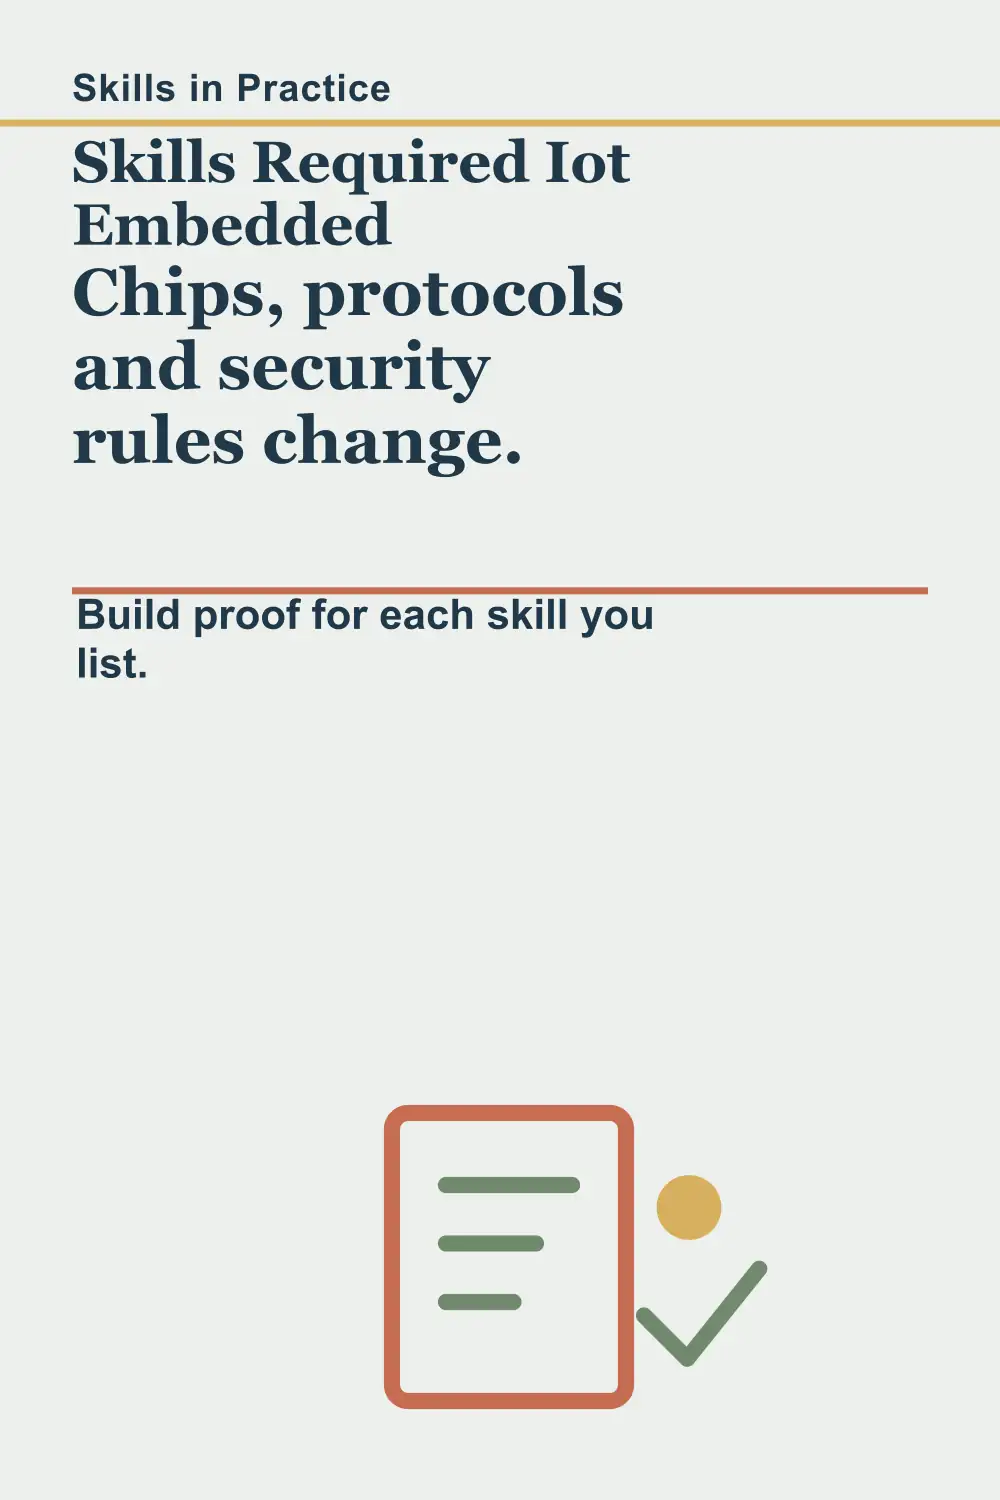 Skills in Practice
Skills Required Iot
Embedded
Chips, protocols
and security
rules change.
Build proof for each skill you
list.